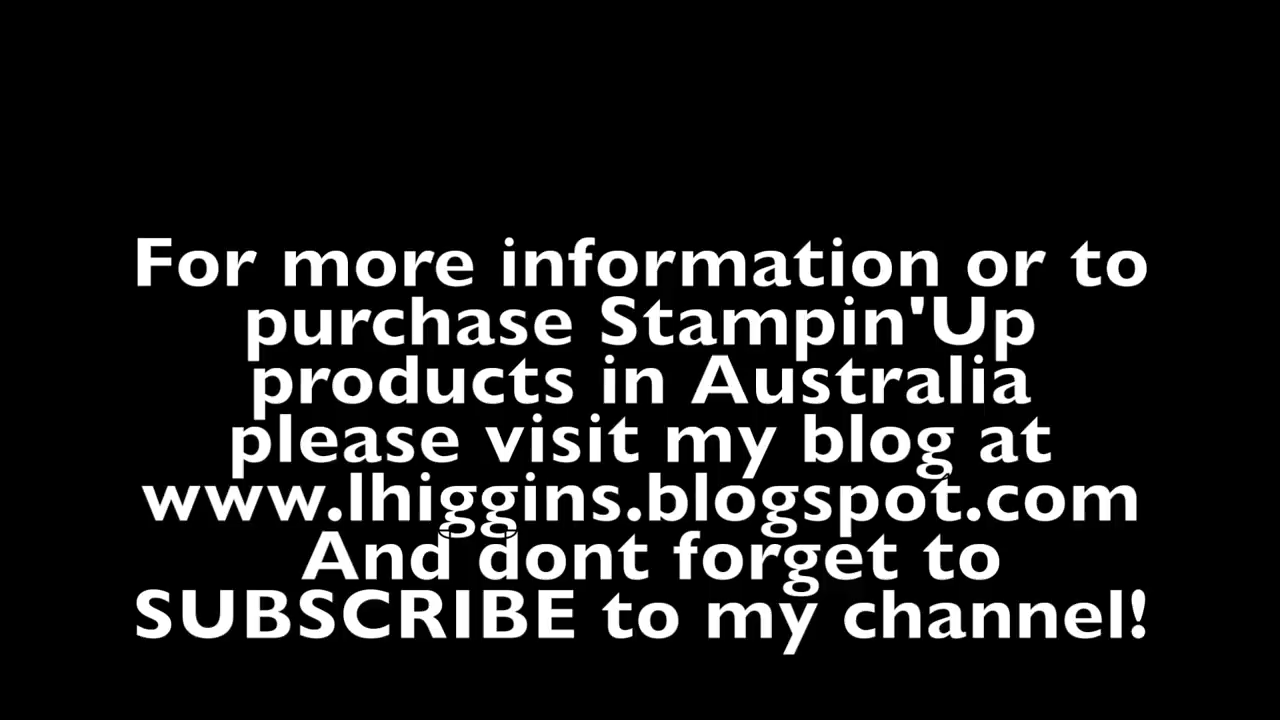 For more information or to
purchase Stampin'Up
products in Australia
please visit my blog at
www.lhiggins.blogspot.com
And dont forget to
SUBSCRIBE to my channel!